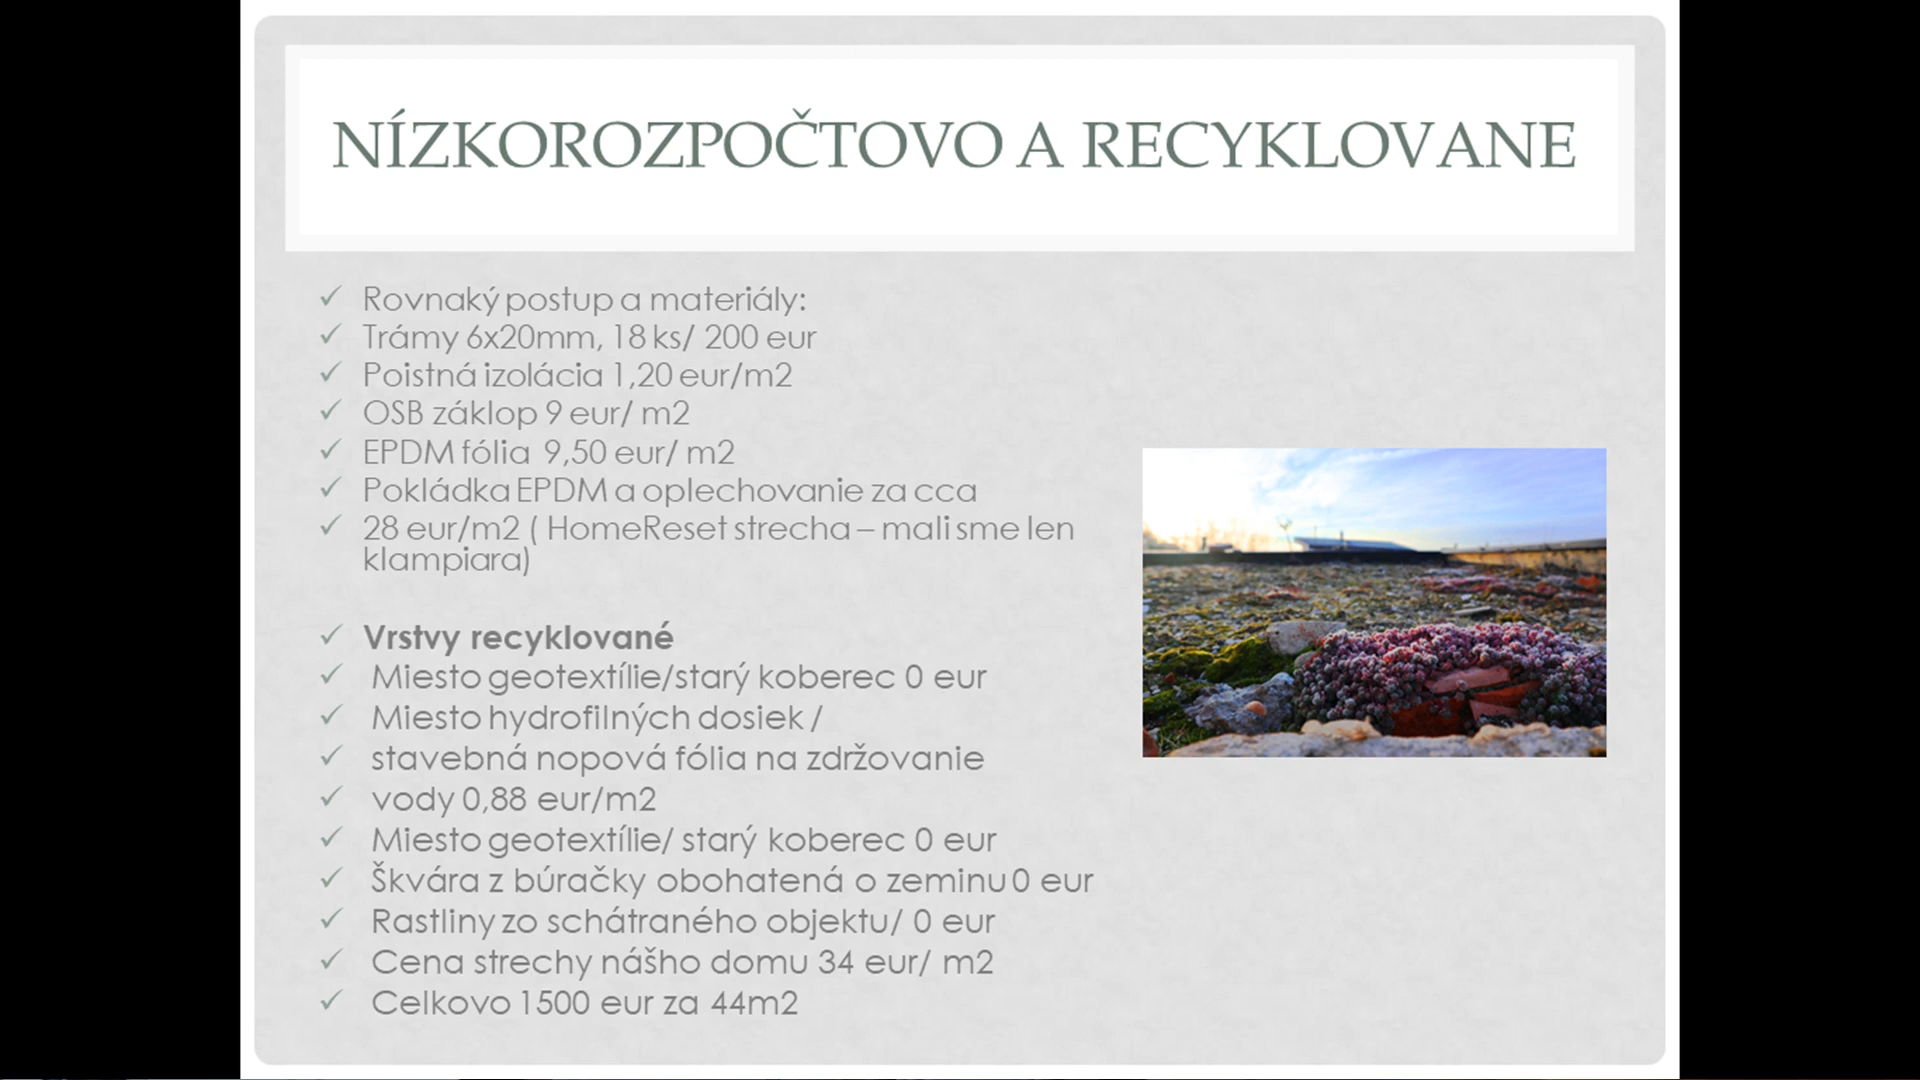 NÍZKOROZPOČTOVO A RECYKLOVANE
✓ Rovnaký postup a materiály:
✓ Trámy 6x20mm, 18 ks/ 200 eur
✓ Poistná izolácia 1,20 eur/m2
✓ OSB záklop 9 eur/ m2
✓ EPDM fólia 9,50 eur/ m2
✓ Pokládka EPDM a oplechovanie za cca
✓ 28 eur/m2 ( HomeReset strecha – mali sme len
klampiara)
✓ Vrstvy recyklované
✓ Miesto geotextílie/starý koberec 0 eur
✓ Miesto hydrofilných dosiek /
✓ stavebná nopová fólia na zdržovanie
✓ vody 0,88 eur/m2
✓ Miesto geotextílie/ starý koberec 0 eur
✓ Škvára z búračky obohatená o zeminu 0 eur
✓ Rastliny zo schátraného objektu/ 0 eur
✓ Cena strechy nášho domu 34 eur/ m2
✓ Celkovo 1500 eur za 44m2